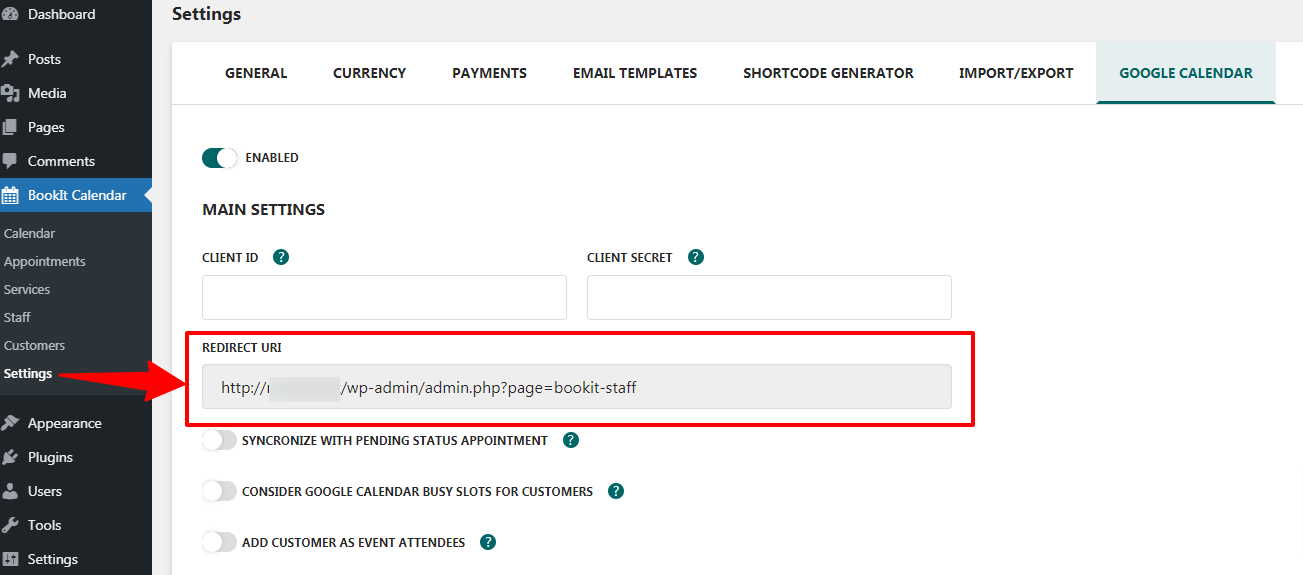 Dashboard
Posts
Media
Pages
Comments
BookIt Calendar
Calendar
Appointments
Services
Staff
Customers
Settings
Appearance
Plugins
Users
Tools
Settings
Settings
GENERAL CURRENCY PAYMENTS EMAIL TEMPLATES SHORTCODE GENERATOR IMPORT/EXPORT GOOGLE CALENDAR
ENABLED
MAIN SETTINGS
CLIENT ID ? CLIENT SECRET ?
REDIRECT URI
http:// /wp-admin/admin.php?page=bookit-staff
SYNCRONIZE WITH PENDING STATUS APPOINTMENT ?
CONSIDER GOOGLE CALENDAR BUSY SLOTS FOR CUSTOMERS ?
ADD CUSTOMER AS EVENT ATTENDEES ?